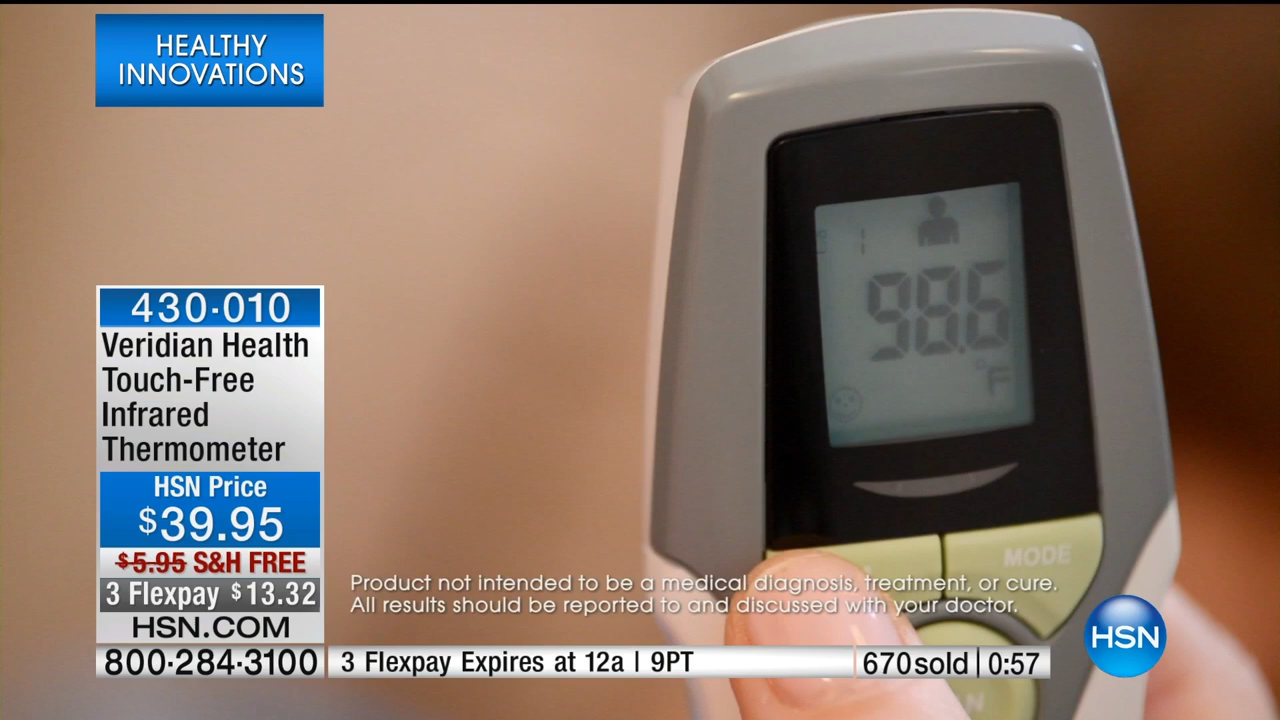 HEALTHY
INNOVATIONS
430·010
Veridian Health
Touch-Free
Infrared
Thermometer
HSN Price
$39.95
$5.95 S&H FREE
3 Flexpay $13.32
HSN.COM
800·284·3100
98.6
°F
MODE
Product not intended to be a medical diagnosis, treatment, or cure.
All results should be reported to and discussed with your doctor.
3 Flexpay Expires at 12a | 9PT
670 sold | 0:57
HSN